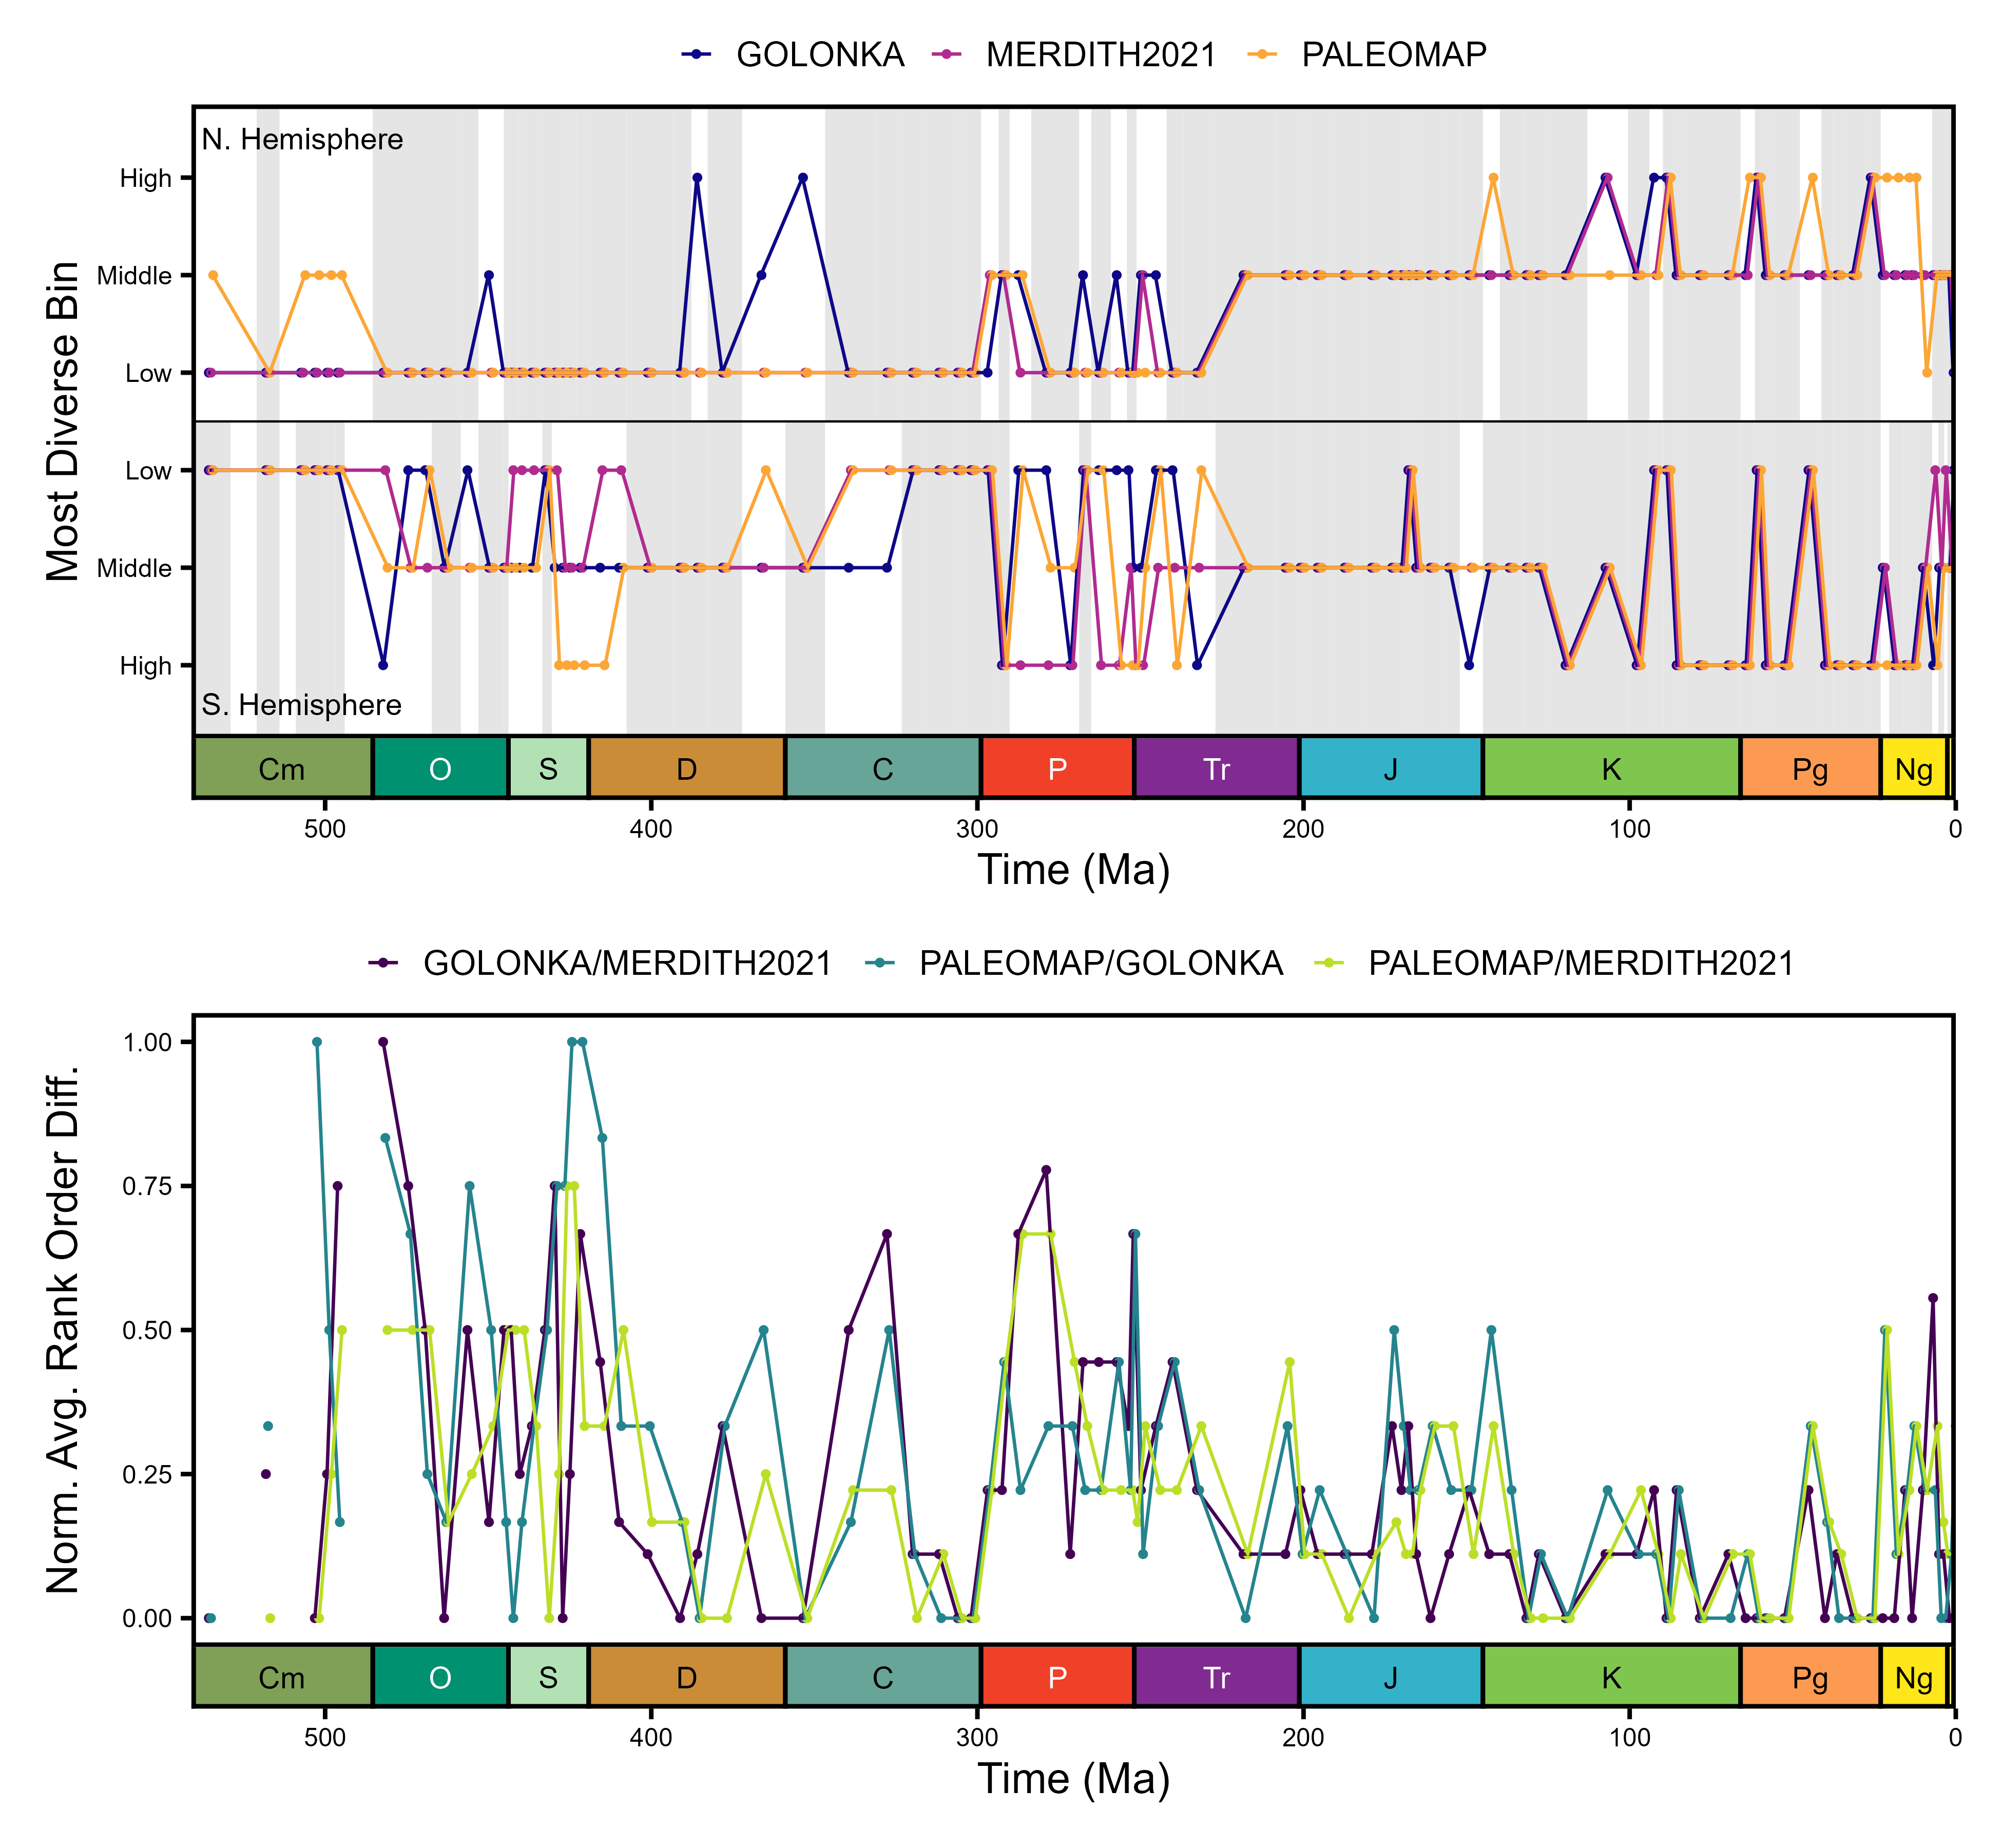 GOLONKA MERDITH2021 PALEOMAP
N. Hemisphere
High
Middle
Low
Most Diverse Bin
Low
Middle
High
S. Hemisphere
Cm O S D C P Tr J K Pg Ng
500 400 300 200 100 0
Time (Ma)
GOLONKA/MERDITH2021 PALEOMAP/GOLONKA PALEOMAP/MERDITH2021
Norm. Avg. Rank Order Diff.
1.00
0.75
0.50
0.25
0.00
Cm O S D C P Tr J K Pg Ng
500 400 300 200 100 0
Time (Ma)